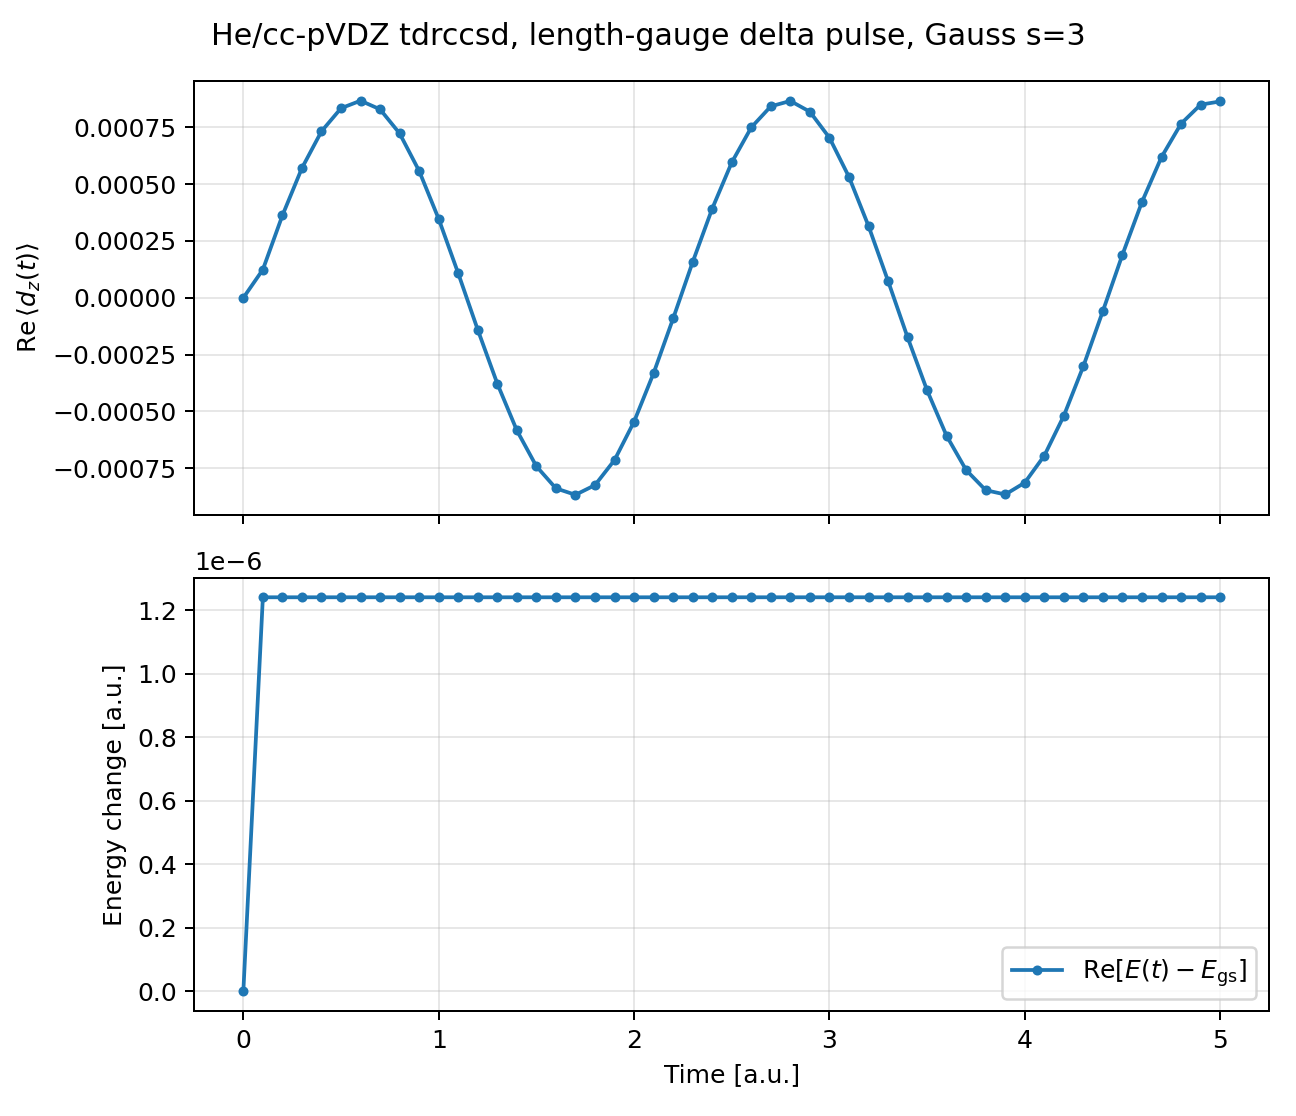 He/cc-pVDZ tdrccsd, length-gauge delta pulse, Gauss s=3
Re⟨d_z(t)⟩
0.00075
0.00050
0.00025
0.00000
−0.00025
−0.00050
−0.00075
1e−6
Energy change [a.u.]
1.2
1.0
0.8
0.6
0.4
0.2
0.0
Re[E(t) − E_gs]
0 1 2 3 4 5
Time [a.u.]